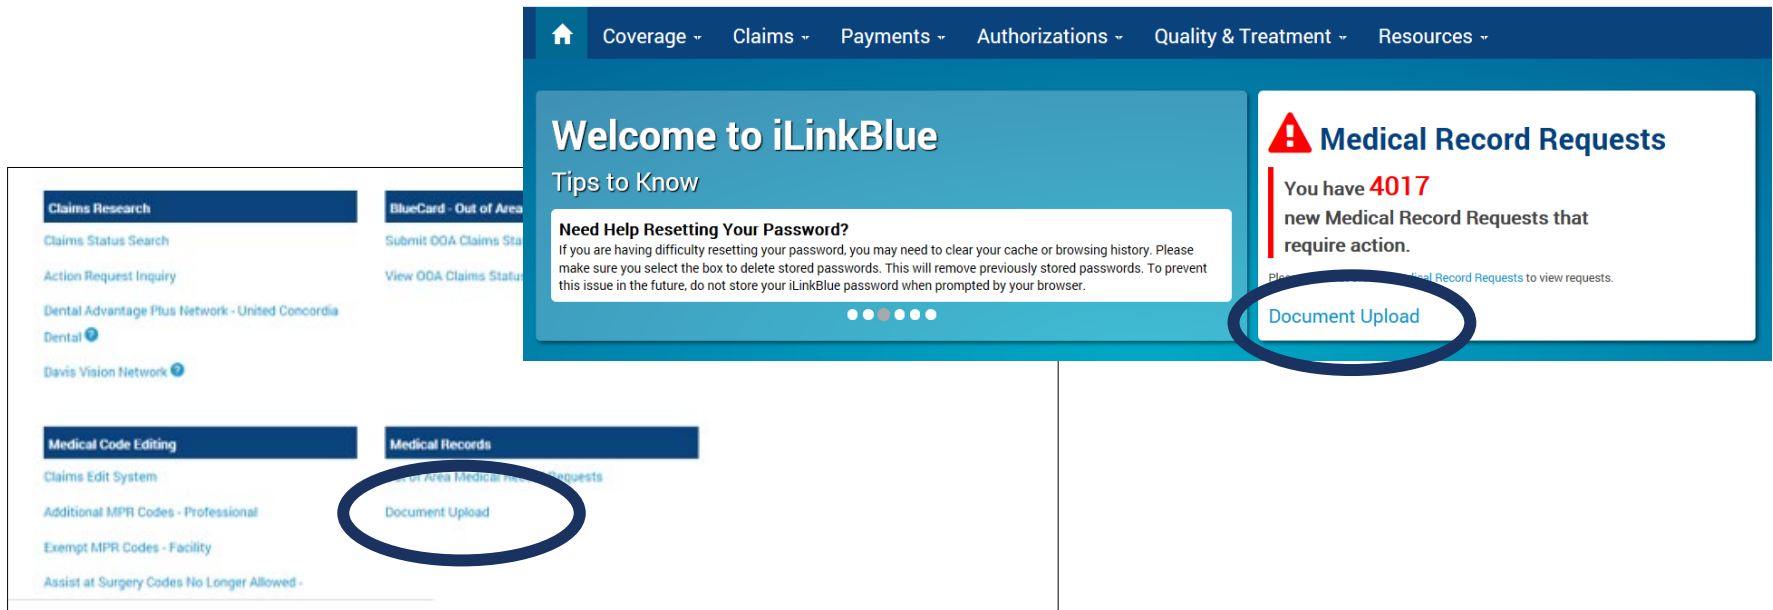 Coverage
Claims
Payments
Authorizations
Quality & Treatment
Resources
Welcome to iLinkBlue
Tips to Know
Need Help Resetting Your Password?
If you are having difficulty resetting your password, you may need to clear your cache or browsing history. Please
make sure you select the box to delete stored passwords. This will remove previously stored passwords. To prevent
this issue in the future, do not store your iLinkBlue password when prompted by your browser.
Medical Record Requests
You have 4017
new Medical Record Requests that
require action.
Medical Record Requests to view requests.
Document Upload
Claims Research
Claims Status Search
Action Request Inquiry
Dental Advantage Plus Network - United Concordia
Dental
Davis Vision Network
BlueCard - Out of Area
Submit OOA Claims
View OOA Claims Status
Medical Code Editing
Claims Edit System
Additional MPR Codes - Professional
Exempt MPR Codes - Facility
Assist at Surgery Codes No Longer Allowed -
Medical Records
of Area Medical Record Requests
Document Upload